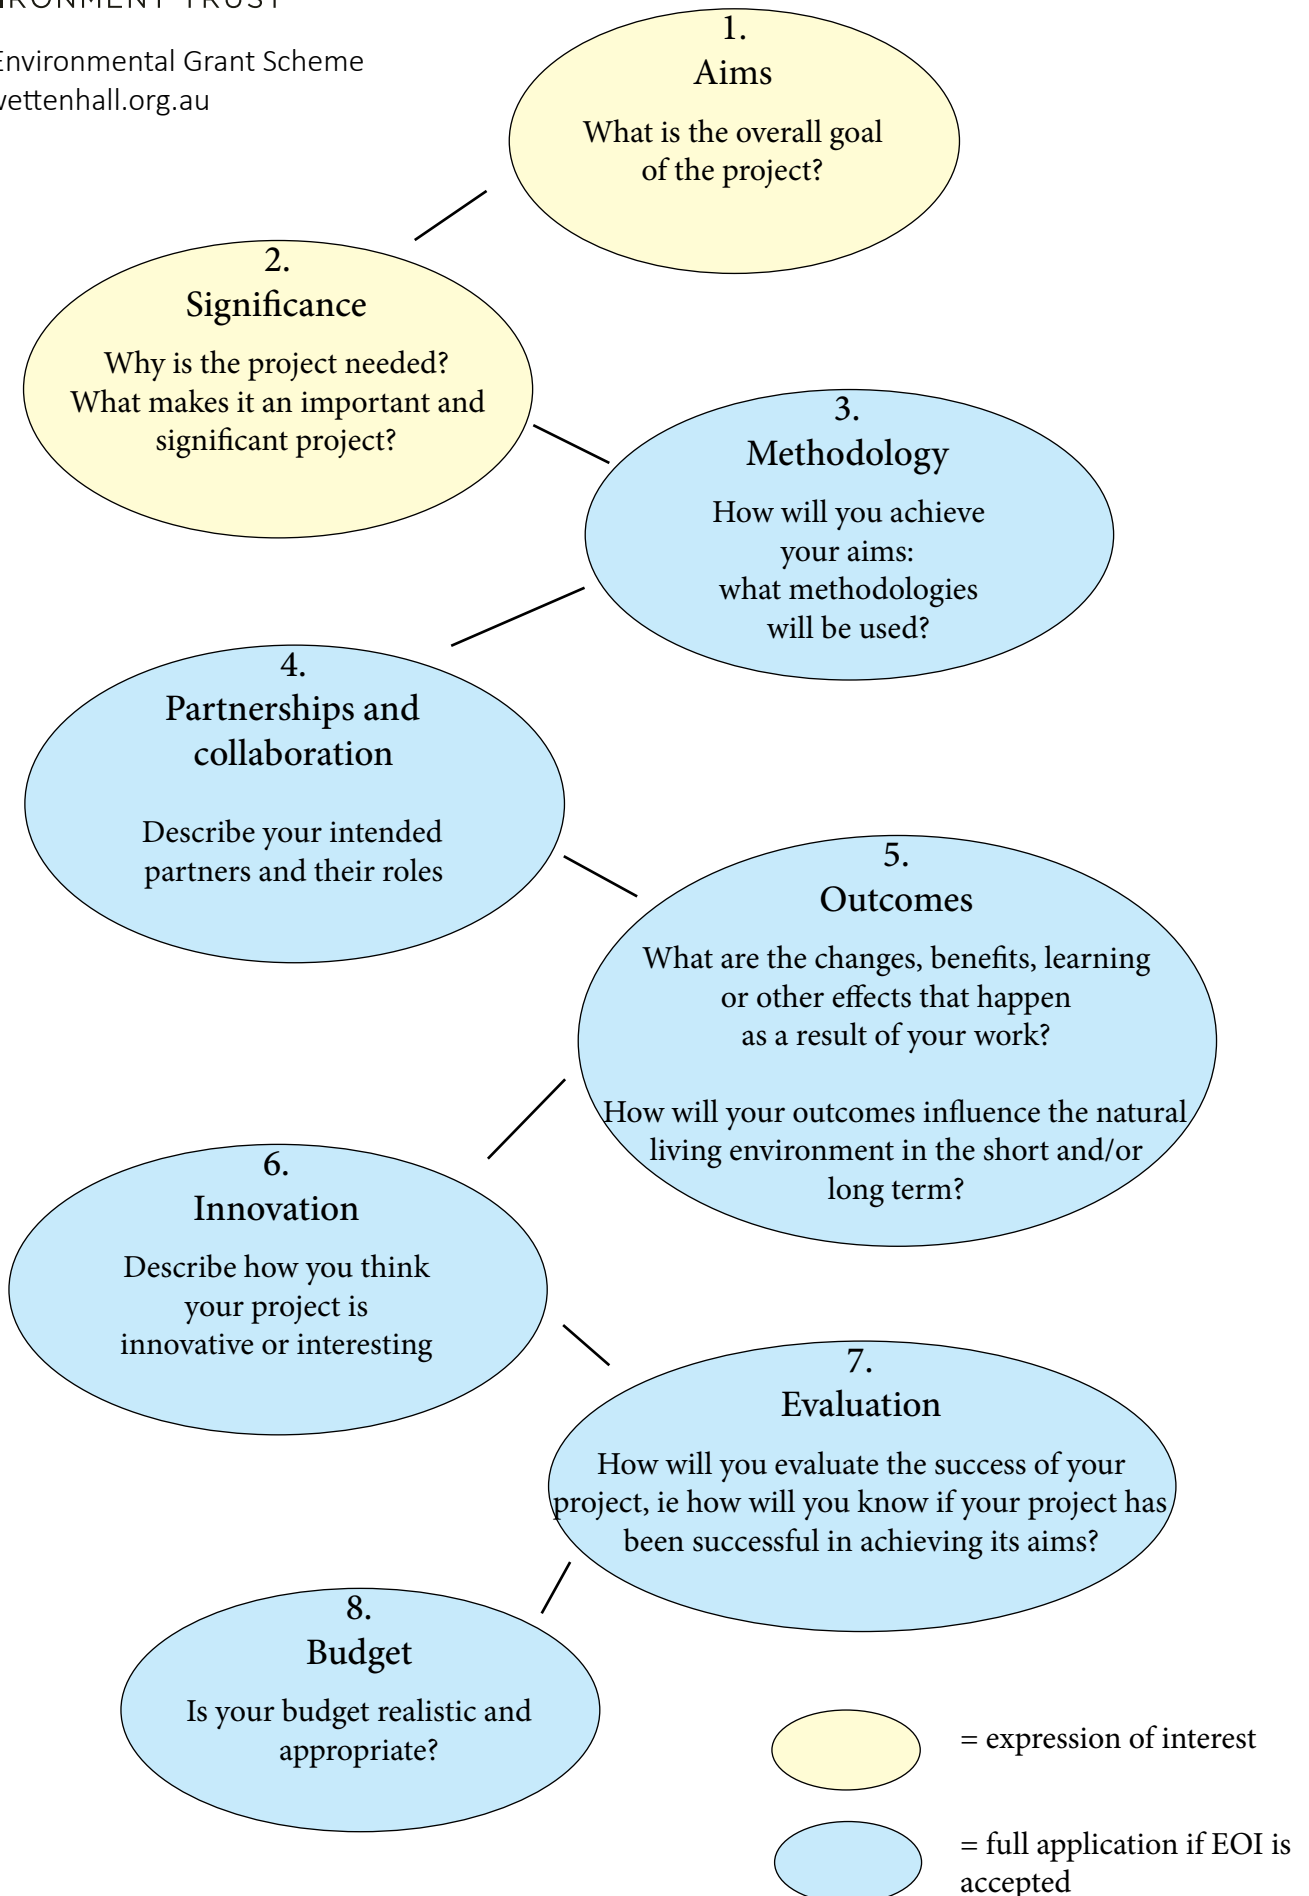 TRUST
Environmental Grant Scheme
wettenhall.org.au
1.
Aims
What is the overall goal
of the project?
2.
Significance
Why is the project needed?
What makes it an important and
significant project?
3.
Methodology
How will you achieve
your aims:
what methodologies
will be used?
4.
Partnerships and
collaboration
Describe your intended
partners and their roles
5.
Outcomes
What are the changes, benefits, learning
or other effects that happen
as a result of your work?
How will your outcomes influence the natural
living environment in the short and/or
long term?
6.
Innovation
Describe how you think
your project is
innovative or interesting
7.
Evaluation
How will you evaluate the success of your
project, ie how will you know if your project has
been successful in achieving its aims?
8.
Budget
Is your budget realistic and
appropriate?
= expression of interest
= full application if EOI is
accepted